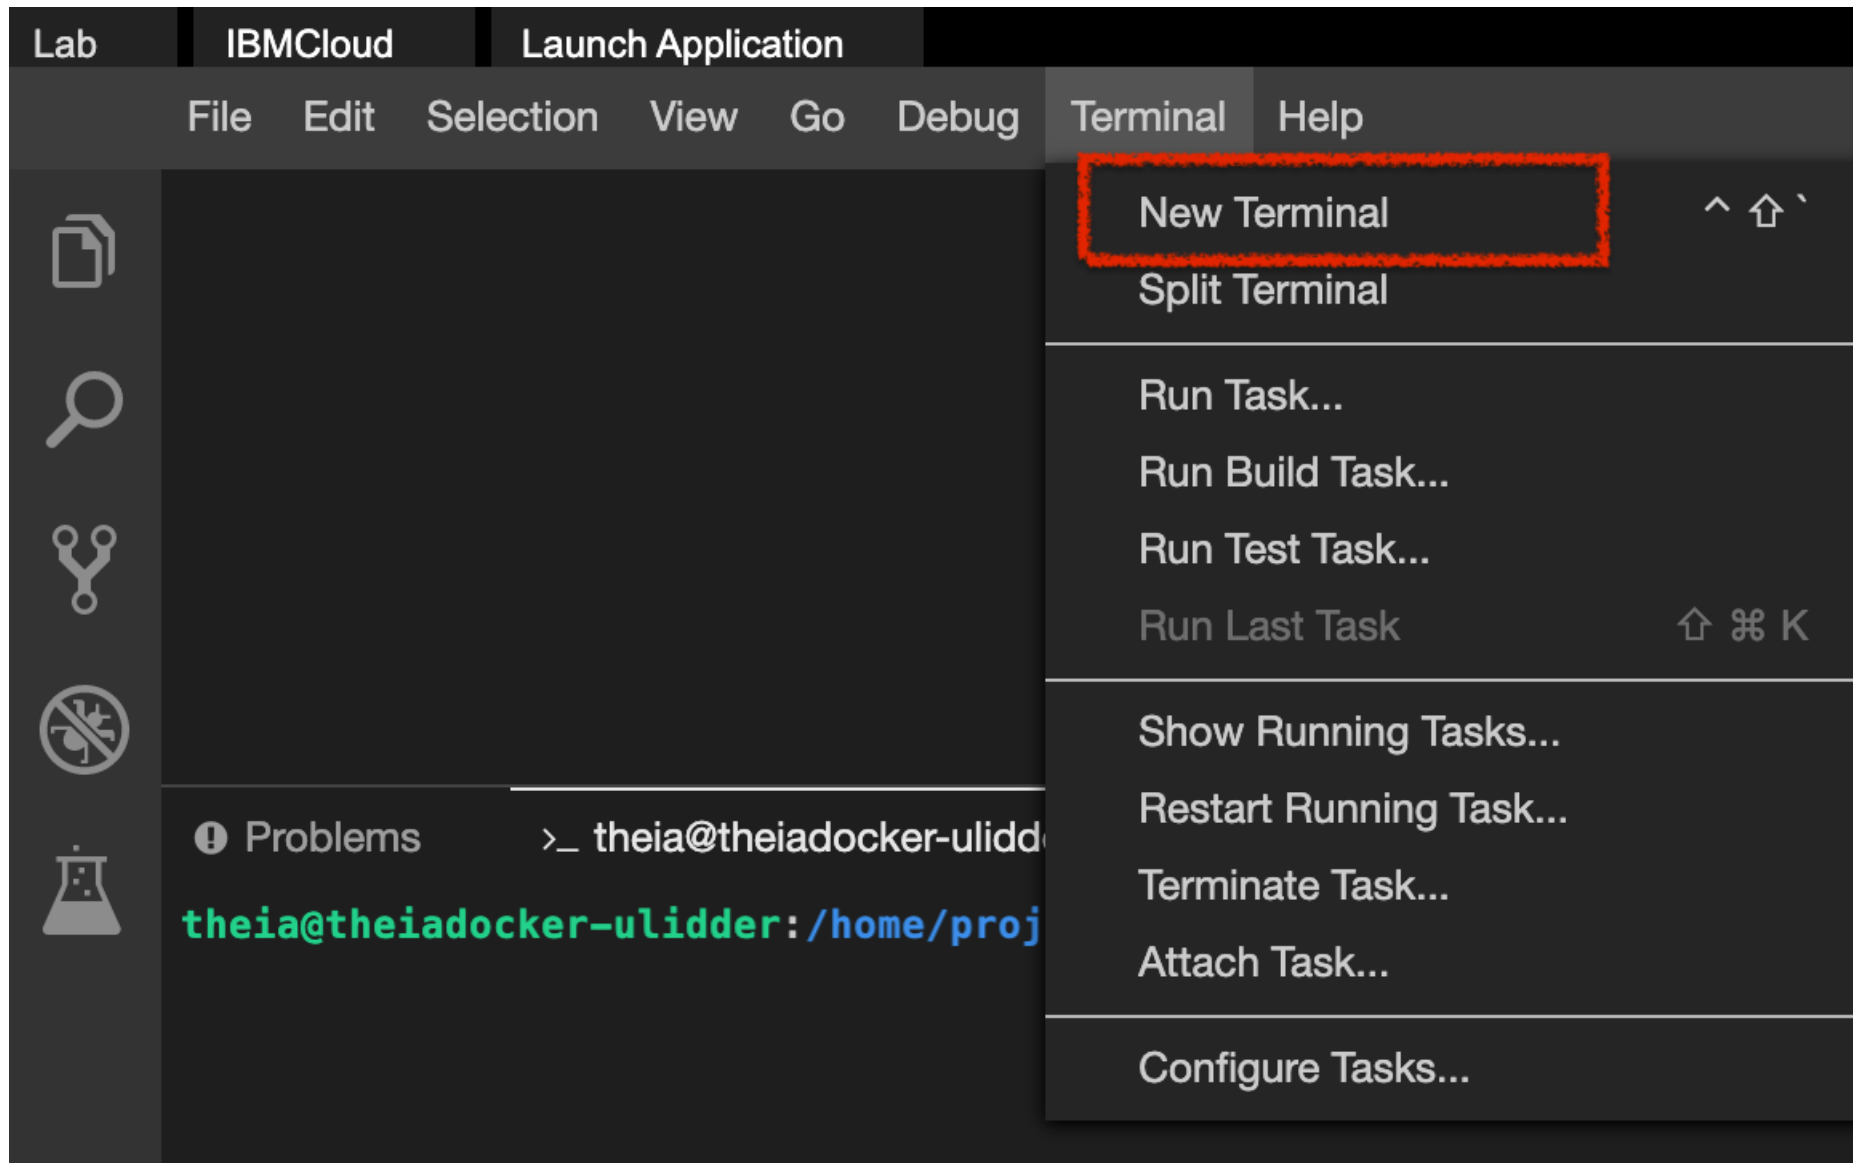 Lab IBMCloud Launch Application
File Edit Selection View Go Debug Terminal Help
New Terminal ^ ⇧ `
Split Terminal
Run Task...
Run Build Task...
Run Test Task...
Run Last Task ⇧ ⌘ K
Show Running Tasks...
Restart Running Task...
Terminate Task...
Attach Task...
Configure Tasks...
Problems >_ theia@theiadocker-ulidd
theia@theiadocker-ulidder:/home/proj